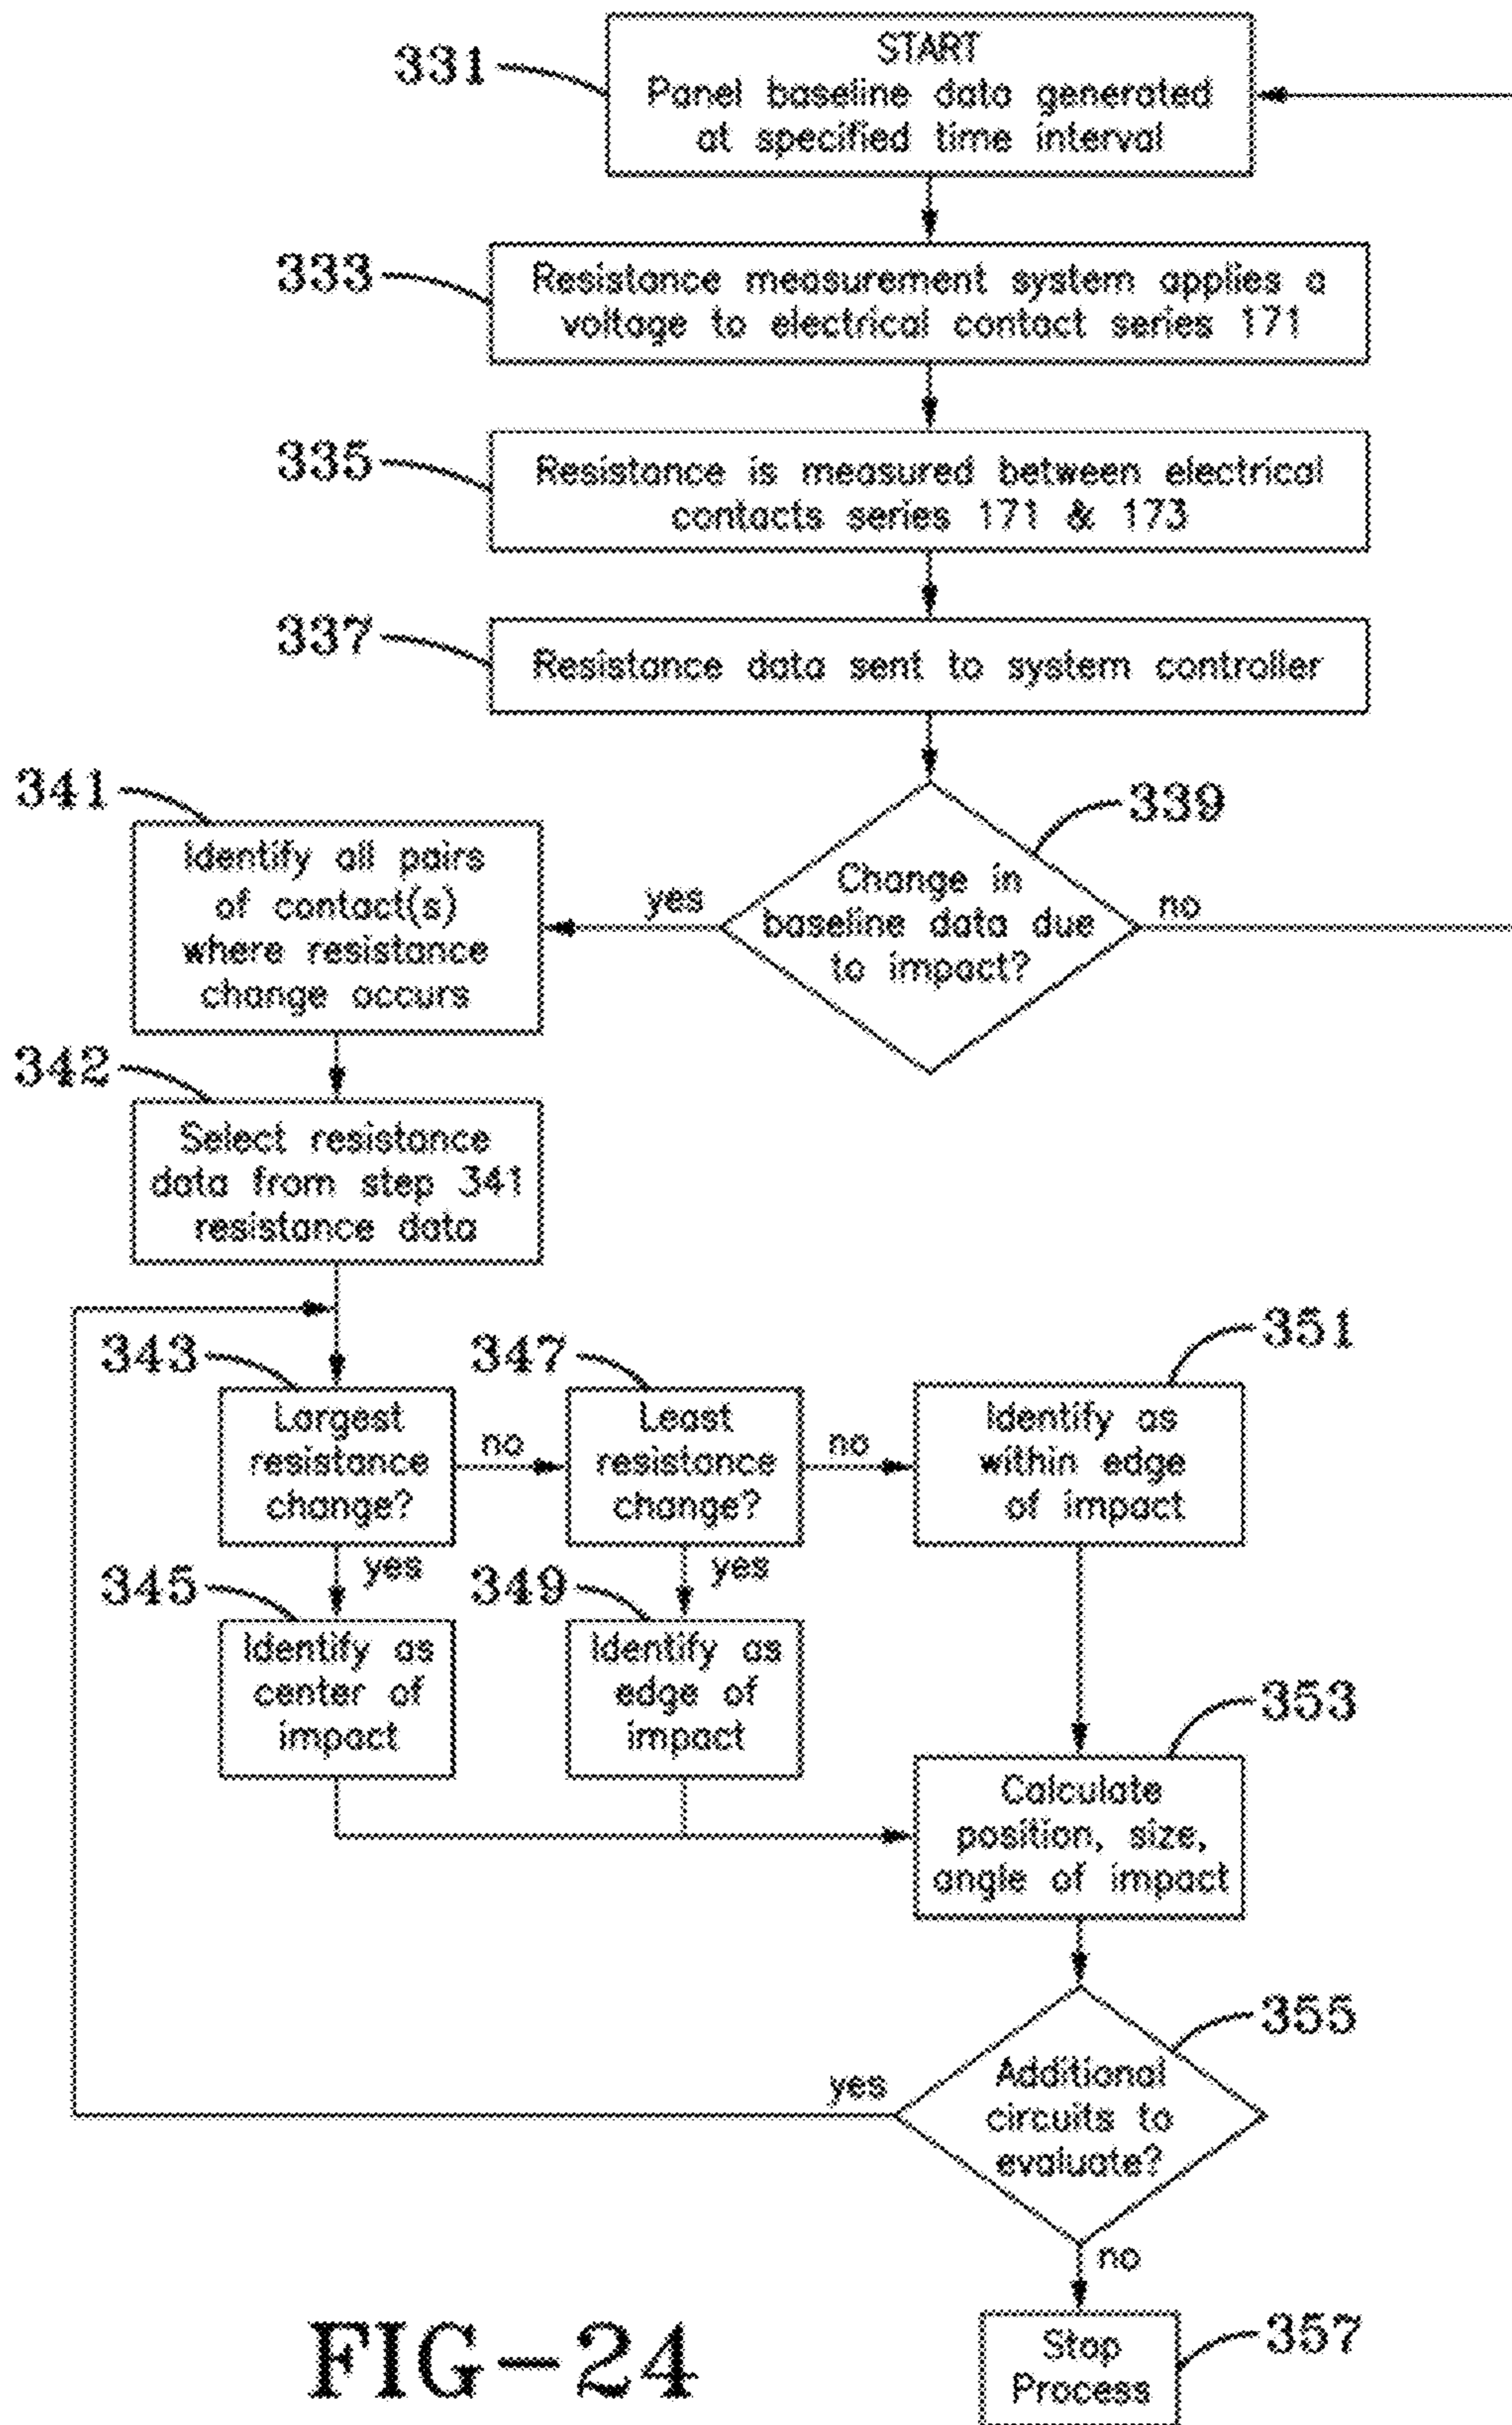 START
331
Panel baseline data generated
at specified time interval
333
Resistance measurement system applies a
voltage to electrical contact series 171
335
Resistance is measured between electrical
contacts series 171 & 173
337
Resistance data sent to system controller
341
339
Identify all pairs
of contact(s)
where resistance
change occurs
yes
Change in
baseline data due
to impact?
no
342
Select resistance
data from step 341
resistance data
343
347
351
Largest
resistance
change?
no
Least
resistance
change?
no
Identify as
within edge
of impact
yes
yes
345
349
Identify as
center of
impact
Identify as
edge of
impact
353
Calculate
position, size,
angle of impact
355
yes
Additional
circuits to
evaluate?
no
357
Stop
Process
FIG-24